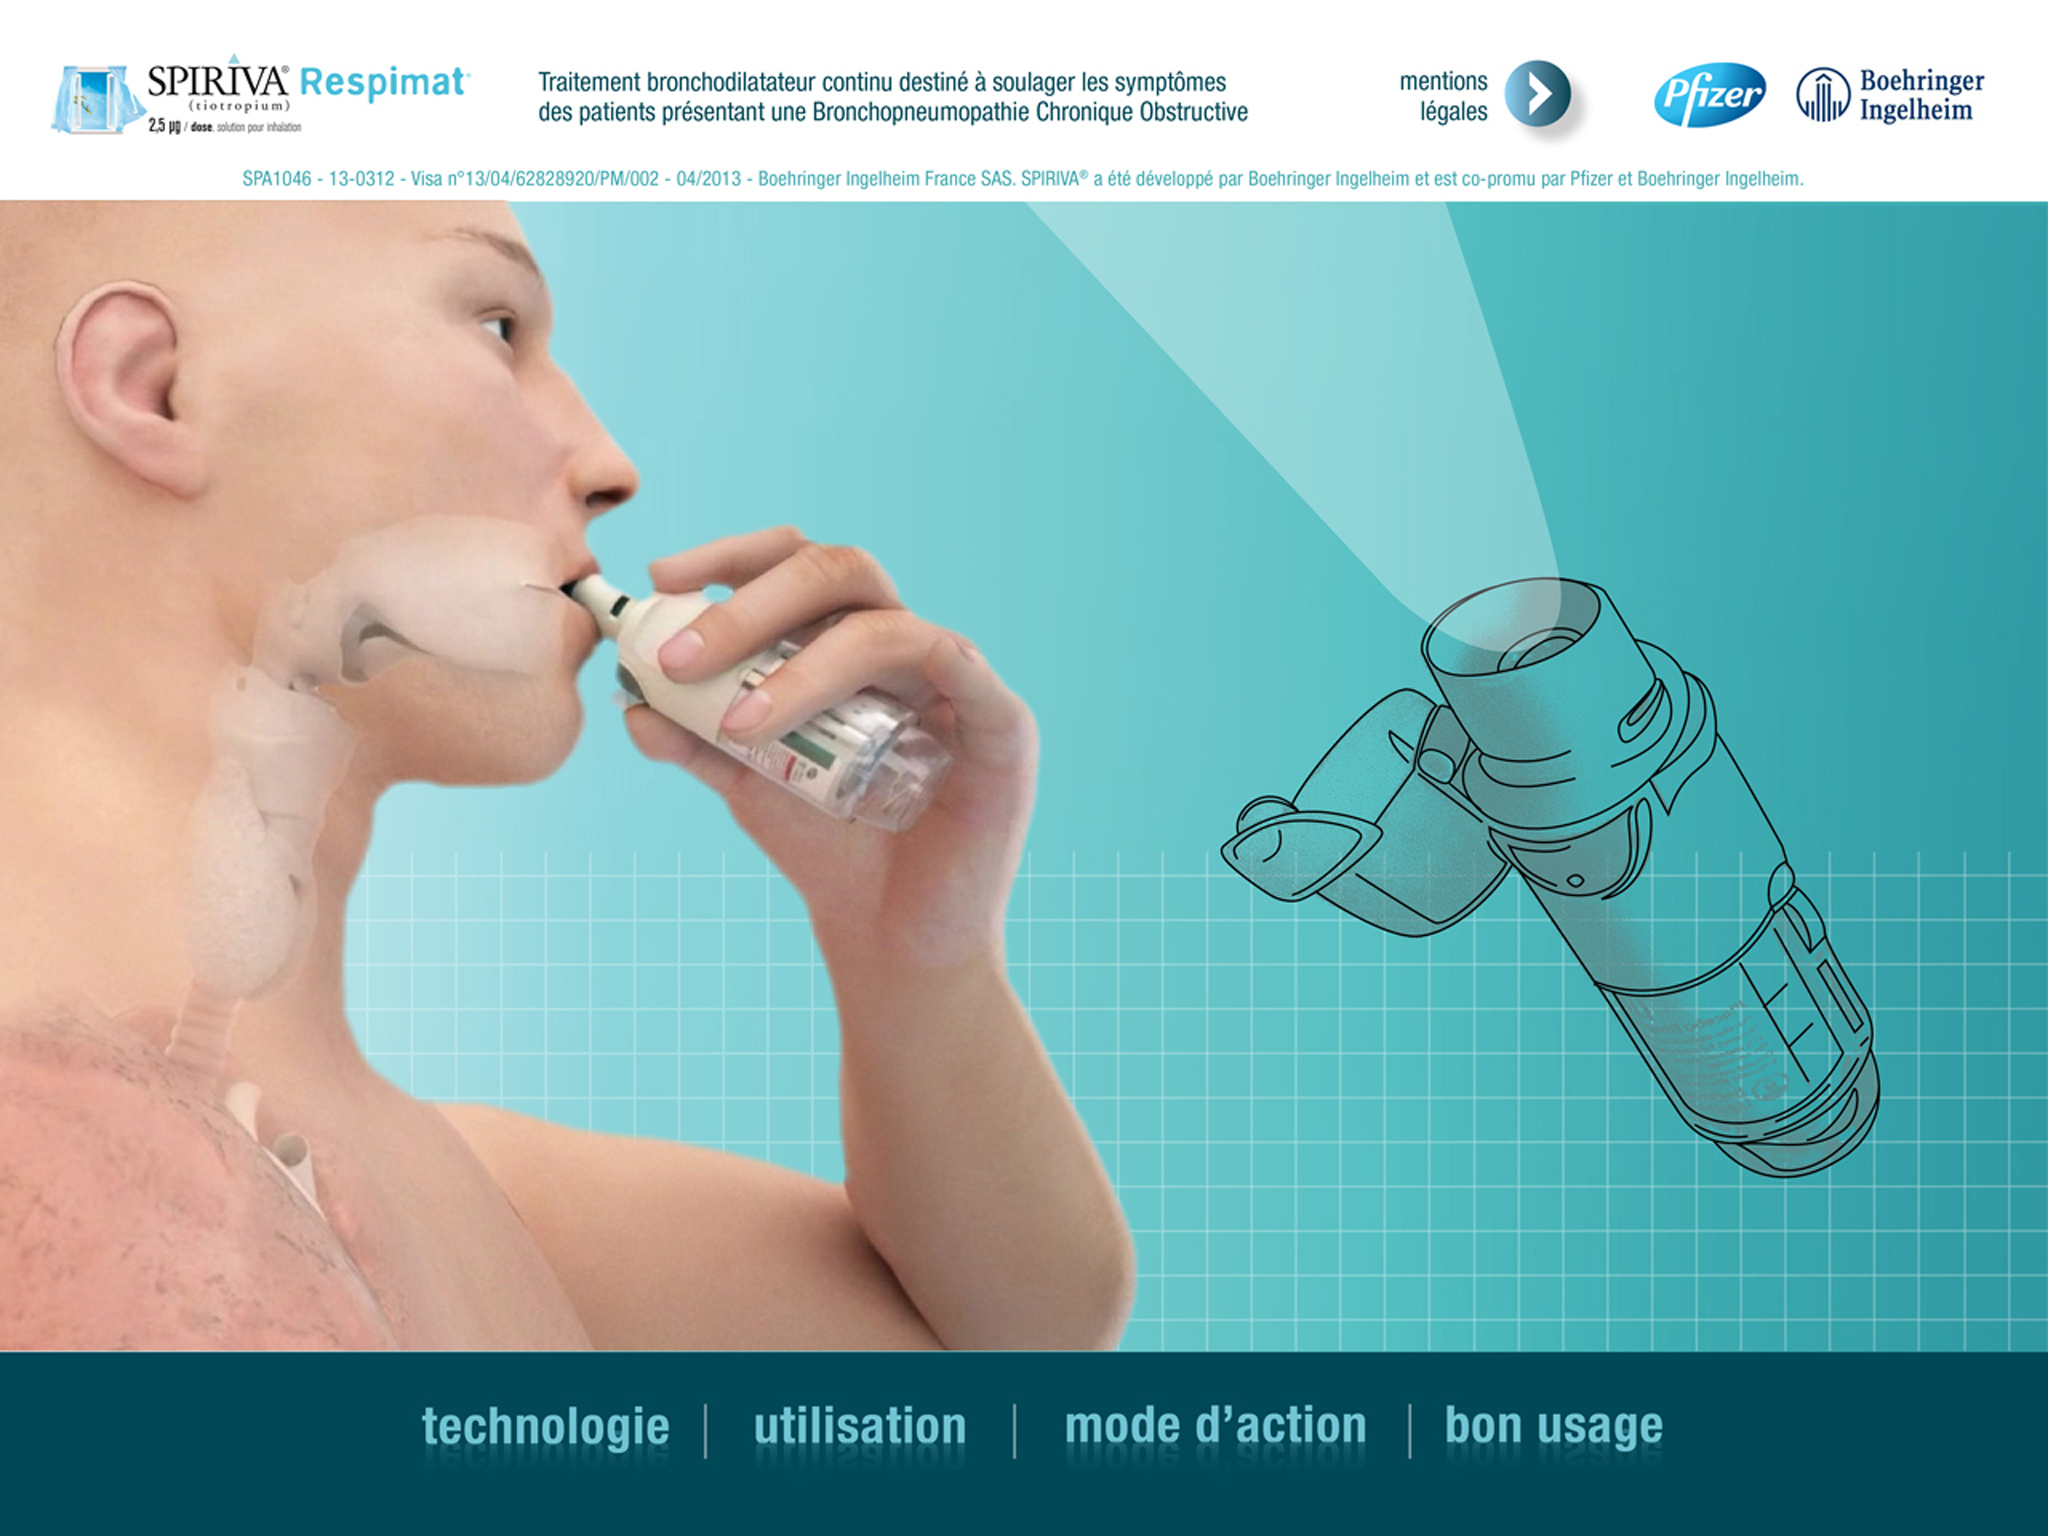 SPIRIVA® Respimat®
(tiotropium)
2,5 µg / dose, solution pour inhalation
Traitement bronchodilatateur continu destiné à soulager les symptômes
des patients présentant une Bronchopneumopathie Chronique Obstructive
mentions
légales
Pfizer
Boehringer
Ingelheim
SPA1046 - 13-0312 - Visa n°13/04/62828920/PM/002 - 04/2013 - Boehringer Ingelheim France SAS. SPIRIVA® a été développé par Boehringer Ingelheim et est co-promu par Pfizer et Boehringer Ingelheim.
technologie | utilisation | mode d’action | bon usage